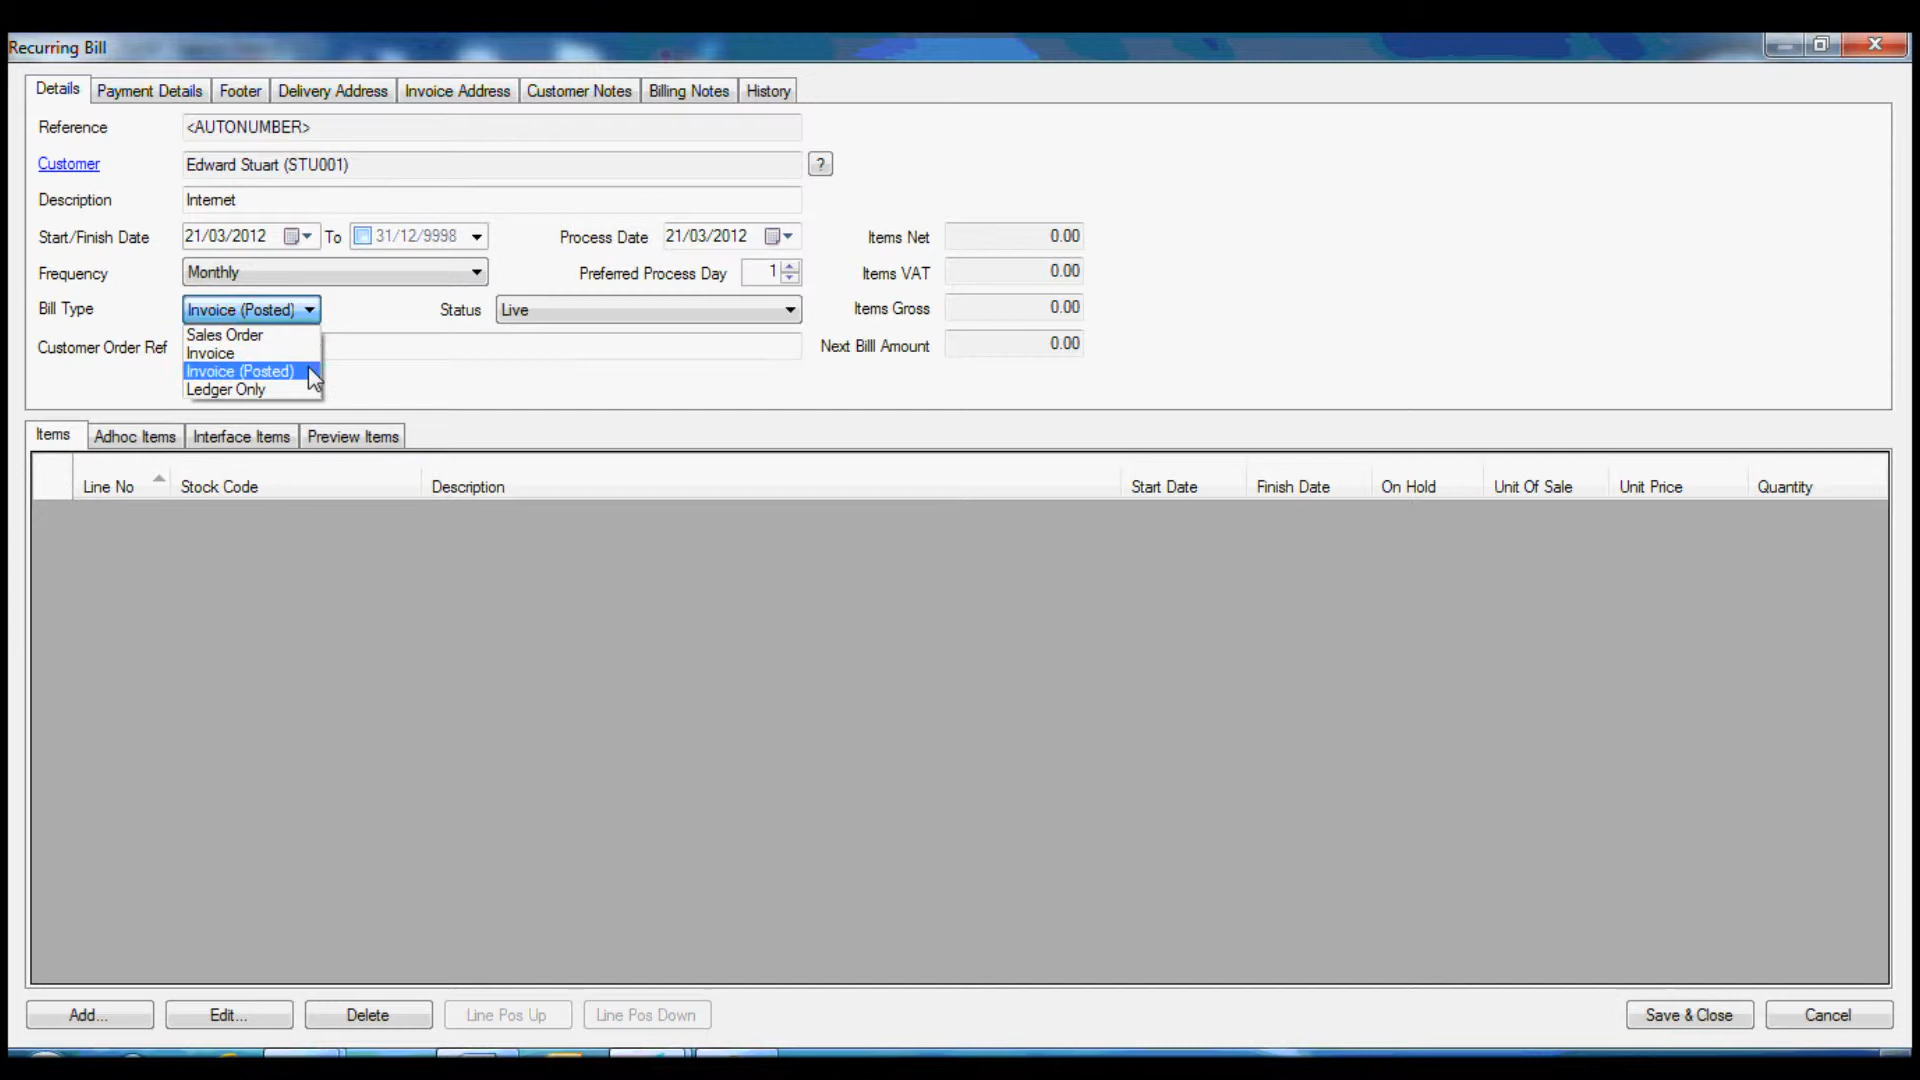 Recurring Bill
Details Payment Details Footer Delivery Address Invoice Address Customer Notes Billing Notes History
Reference <AUTONUMBER>
Customer Edward Stuart (STU001) ?
Description Internet
Start/Finish Date 21/03/2012 To 31/12/9998 Process Date 21/03/2012 Items Net 0.00
Frequency Monthly Preferred Process Day 1 Items VAT 0.00
Bill Type Invoice (Posted) Status Live Items Gross 0.00
Sales Order
Invoice
Customer Order Ref Next Billl Amount 0.00
Invoice (Posted)
Ledger Only
Items Adhoc Items Interface Items Preview Items
Line No Stock Code Description Start Date Finish Date On Hold Unit Of Sale Unit Price Quantity
Add... Edit... Delete Line Pos Up Line Pos Down Save & Close Cancel